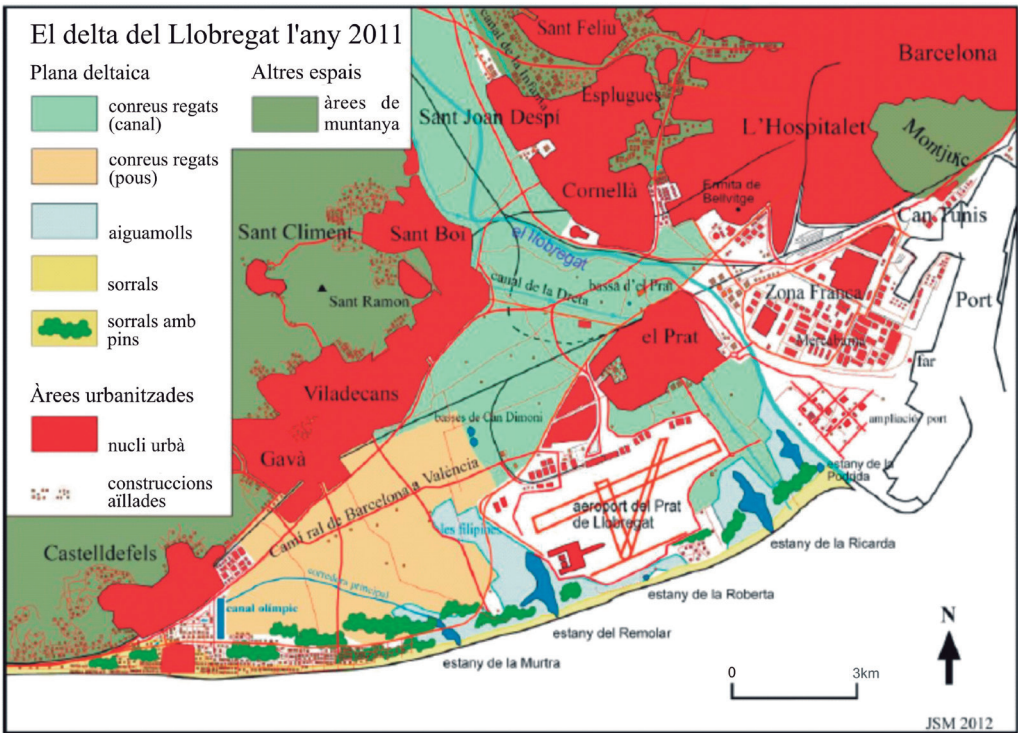 El delta del Llobregat l'any 2011
Plana deltaica
conreus regats
(canal)
conreus regats
(pous)
aiguamolls
sorrals
sorrals amb
pins
Altres espais
àrees de
muntanya
Àrees urbanitzades
nucli urbà
construccions
aïllades
Sant Feliu
canal de la Infanta
Esplugues
Barcelona
Sant Joan Despí
L'Hospitalet
Montjuïc
Cornellà
Ermita de
Bellvitge
Can Tunis
Sant Climent
Sant Boi
el llobregat
Sant Ramon
canal de la Dreta
bassa d'el Prat
Zona Franca
Port
Mercabarna
el Prat
far
Viladecans
basses de Can Dimoni
ampliació port
Gavà
Camí ral de Barcelona a València
estany de la
Podrida
les filipines
aeroport del Prat
de Llobregat
estany de la Ricarda
Castelldefels
corredora principal
canal olímpic
estany de la Roberta
estany del Remolar
estany de la Murtra
N
0
3km
JSM 2012